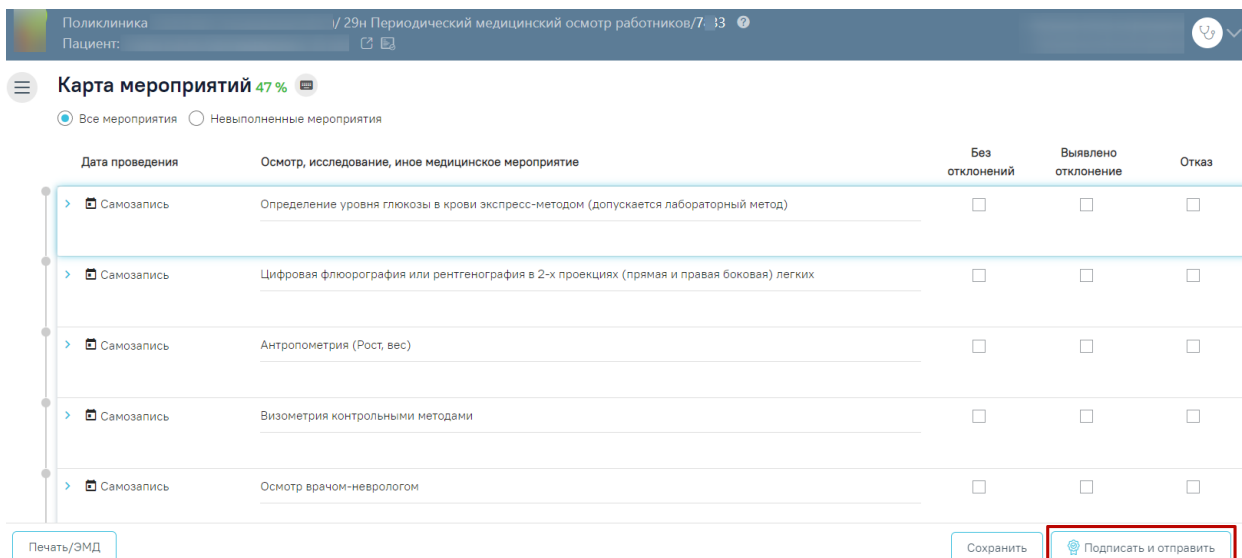 Поликлиника / 29н Периодический медицинский осмотр работников/
Пациент:
Карта мероприятий 47 %
Все мероприятия Невыполненные мероприятия
Дата проведения Осмотр, исследование, иное медицинское мероприятие Без отклонений Выявлено отклонение Отказ
Самозапись Определение уровня глюкозы в крови экспресс-методом (допускается лабораторный метод)
Самозапись Цифровая флюорография или рентгенография в 2-х проекциях (прямая и правая боковая) легких
Самозапись Антропометрия (Рост, вес)
Самозапись Визометрия контрольными методами
Самозапись Осмотр врачом-неврологом
Печать/ЭМД Сохранить Подписать и отправить